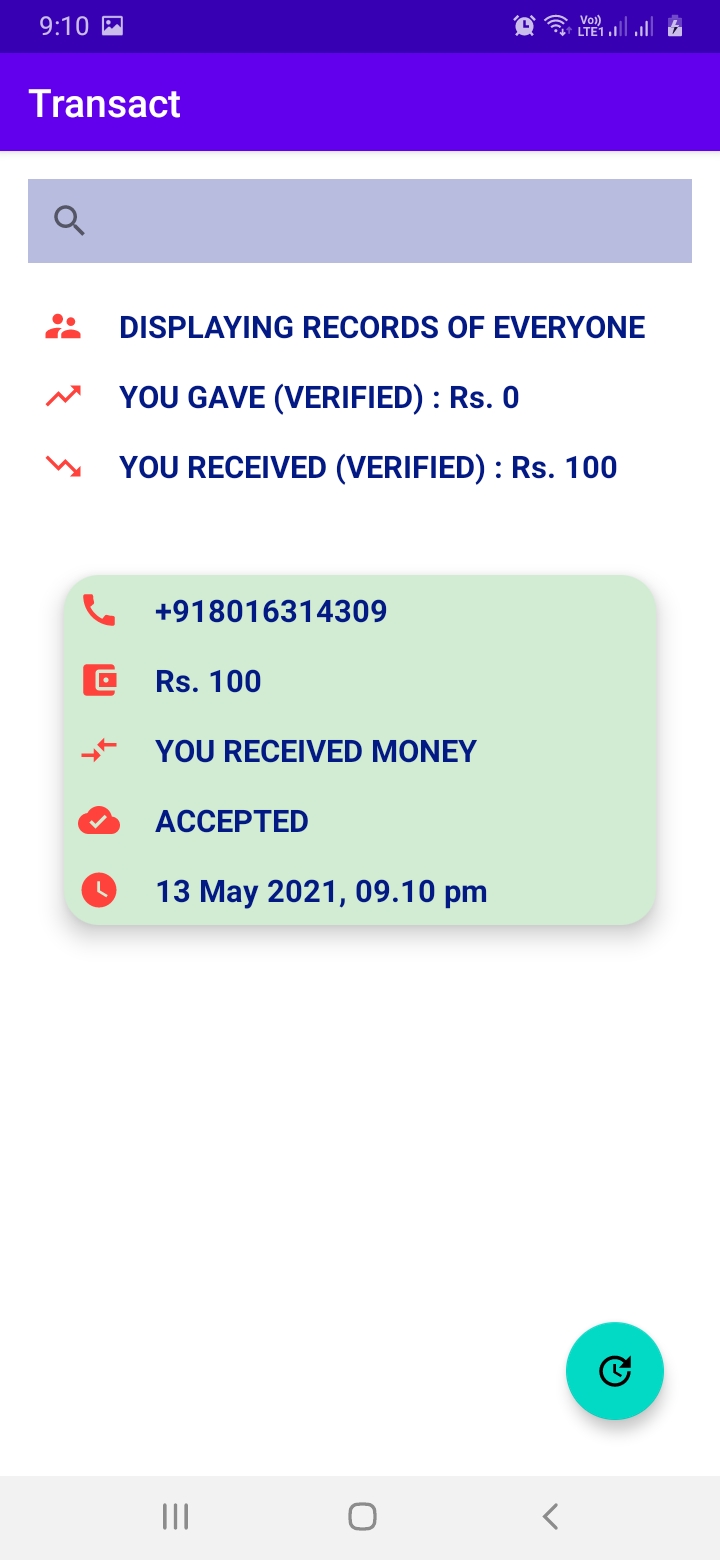 9:10
Vo))
LTE1
Transact
DISPLAYING RECORDS OF EVERYONE
YOU GAVE (VERIFIED) : Rs. 0
YOU RECEIVED (VERIFIED) : Rs. 100
+918016314309
Rs. 100
YOU RECEIVED MONEY
ACCEPTED
13 May 2021, 09.10 pm